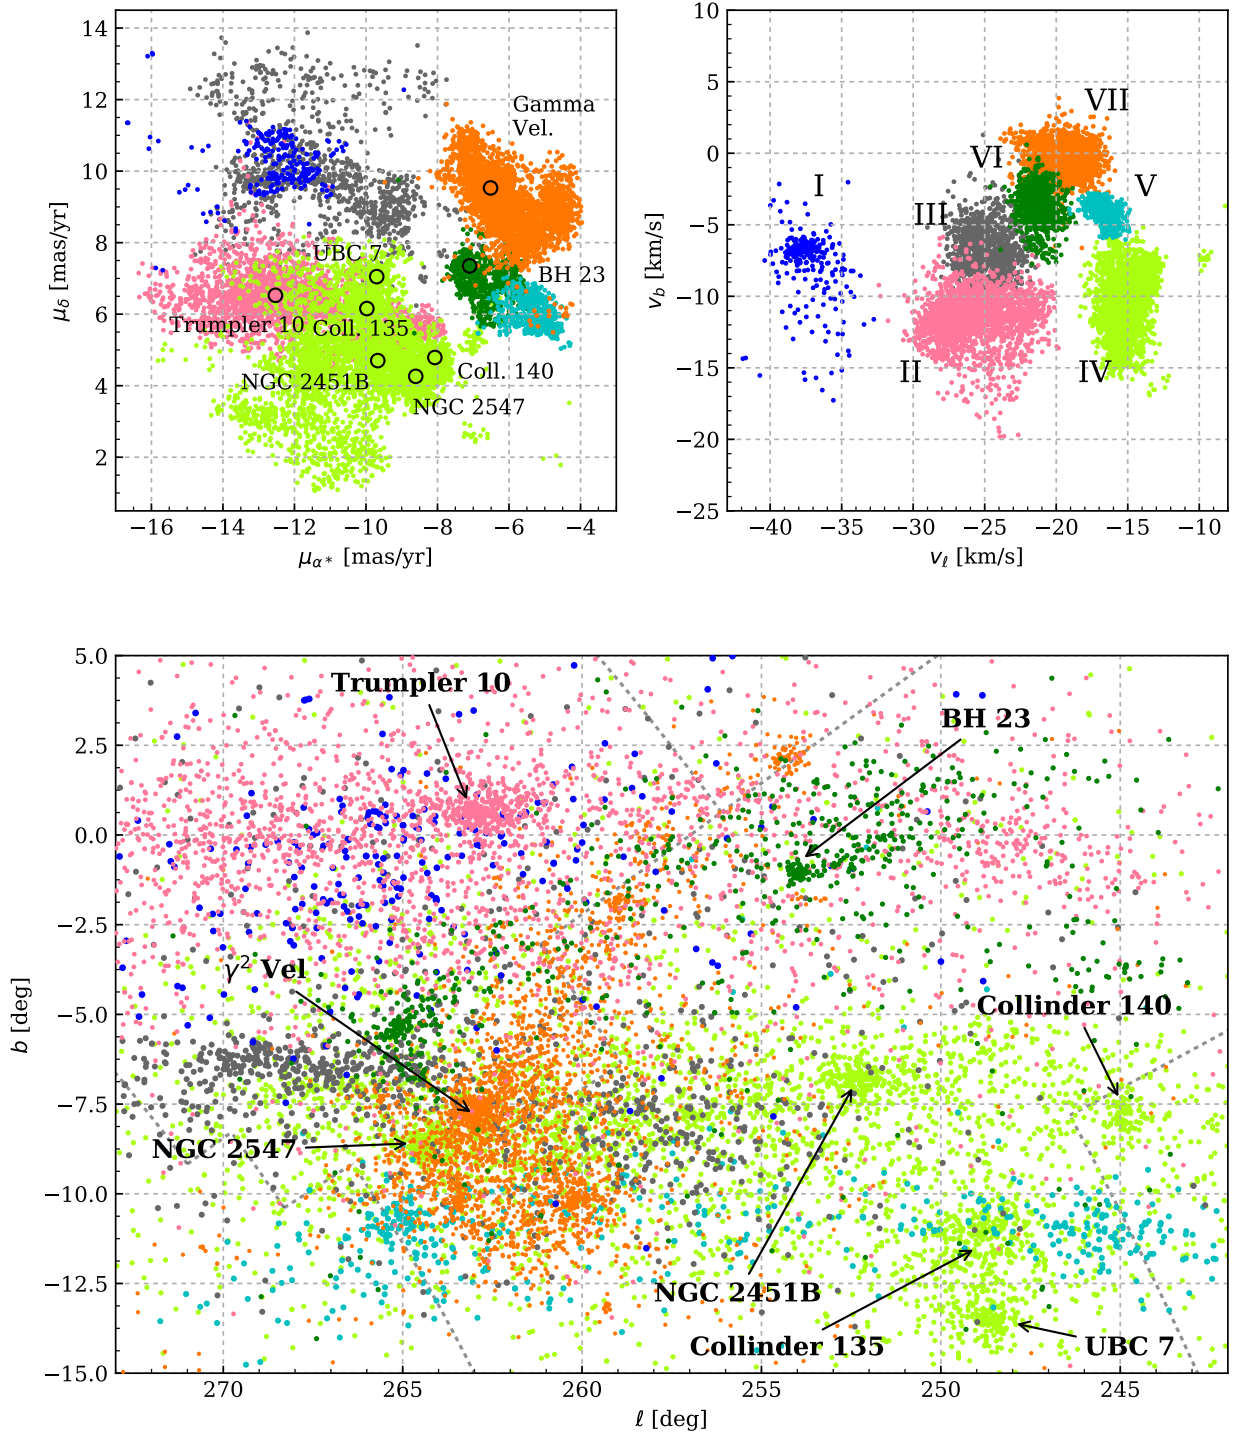 14
12
10
8
6
4
2
μδ [mas/yr]
Gamma
Vel.
UBC 7
BH 23
Trumpler 10
Coll. 135
NGC 2451B
Coll. 140
NGC 2547
−16
−14
−12
−10
−8
−6
−4
μα* [mas/yr]
10
5
0
−5
−10
−15
−20
−25
v_b [km/s]
VII
VI
I
V
III
II
IV
−40
−35
−30
−25
−20
−15
−10
v_ℓ [km/s]
5.0
2.5
0.0
−2.5
−5.0
−7.5
−10.0
−12.5
−15.0
b [deg]
Trumpler 10
BH 23
γ² Vel
Collinder 140
NGC 2547
NGC 2451B
Collinder 135
UBC 7
270
265
260
255
250
245
ℓ [deg]